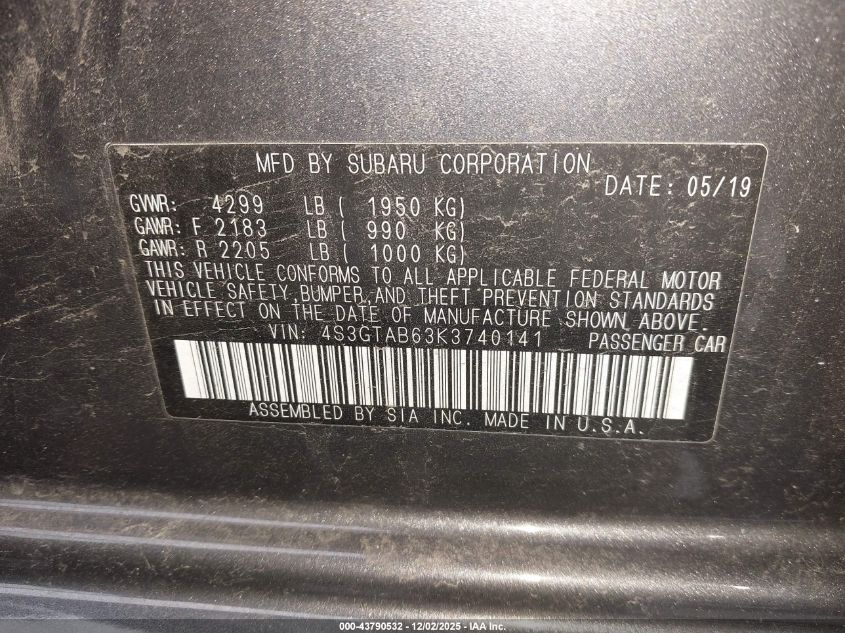 MFD BY SUBARU CORPORATION
DATE: 05/19
GVWR: 4299 LB ( 1950 KG)
GAWR: F 2183 LB ( 990 KG)
GAWR: R 2205 LB ( 1000 KG)
THIS VEHICLE CONFORMS TO ALL APPLICABLE FEDERAL MOTOR
VEHICLE SAFETY,BUMPER,AND THEFT PREVENTION STANDARDS
IN EFFECT ON THE DATE OF MANUFACTURE SHOWN ABOVE.
VIN: 4S3GTAB63K3740141 PASSENGER CAR
ASSEMBLED BY SIA INC. MADE IN U.S.A.
000-43790532 - 12/02/2025 - IAA Inc.